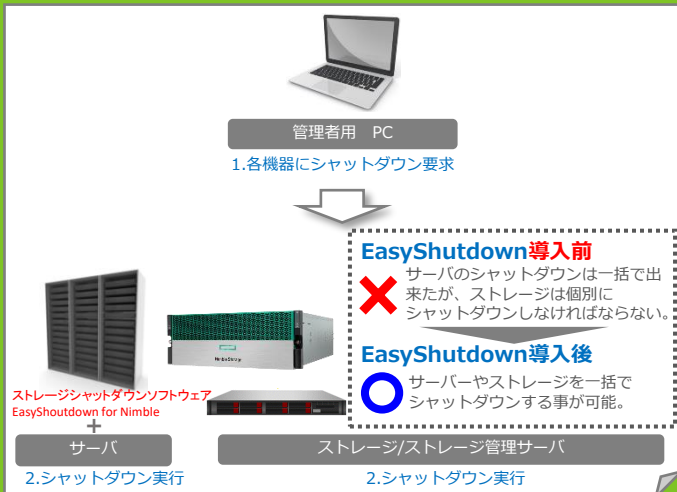 管理者用　PC
1.各機器にシャットダウン要求
EasyShutdown導入前
サーバのシャットダウンは一括で出
来たが、ストレージは個別に
シャットダウンしなければならない。
EasyShutdown導入後
サーバーやストレージを一括で
シャットダウンする事が可能。
NimbleStorage
ストレージシャットダウンソフトウェア
EasyShoutdown for Nimble
+
サーバ
ストレージ/ストレージ管理サーバ
2.シャットダウン実行
2.シャットダウン実行